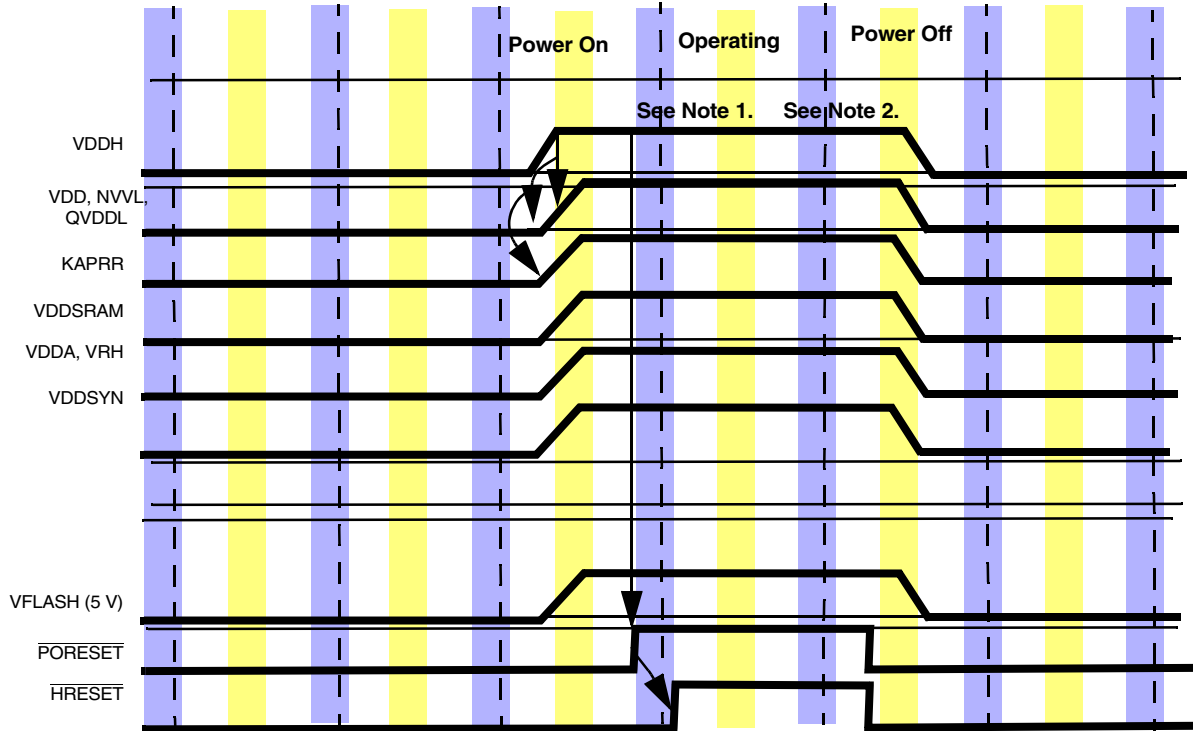 Power On Operating Power Off
See Note 1. See Note 2.
VDDH
VDD, NVVL,
QVDDL
KAPRR
VDDSRAM
VDDA, VRH
VDDSYN
VFLASH (5 V)
PORESET
HRESET